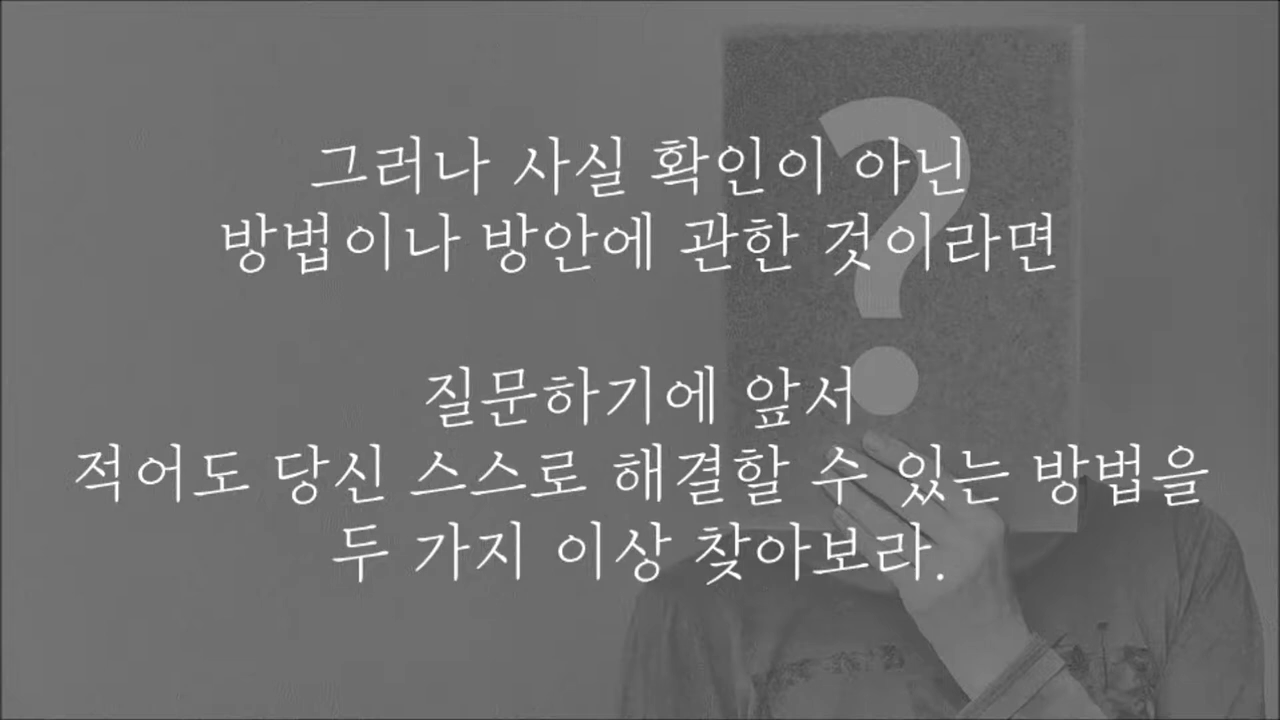 그러나 사실 확인이 아닌
방법이나 방안에 관한 것이라면
질문하기에 앞서
적어도 당신 스스로 해결할 수 있는 방법을
두 가지 이상 찾아보라.
?